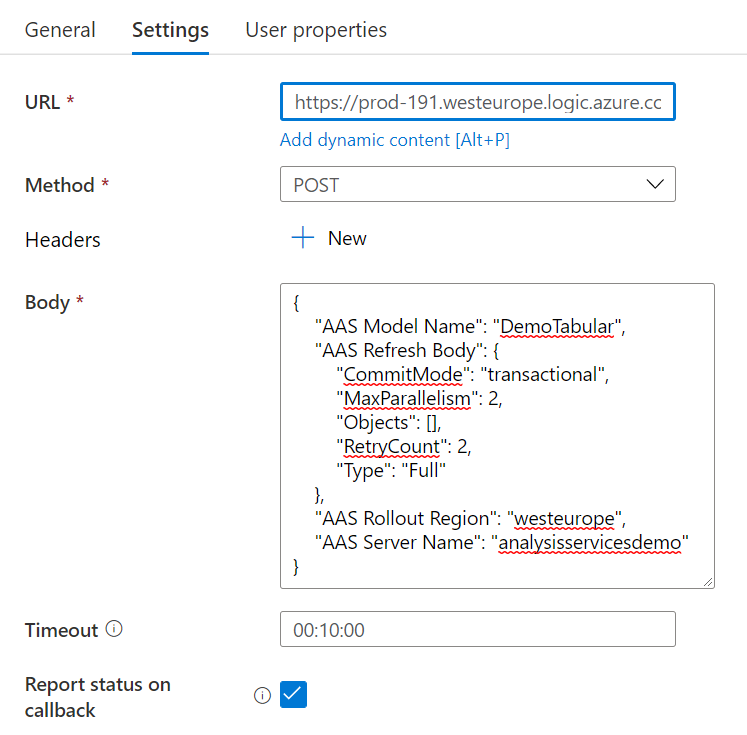 General Settings User properties
URL *
https://prod-191.westeurope.logic.azure.cc
Add dynamic content [Alt+P]
Method * POST
Headers + New
Body *
{
"AAS Model Name": "DemoTabular",
"AAS Refresh Body": {
"CommitMode": "transactional",
"MaxParallelism": 2,
"Objects": [],
"RetryCount": 2,
"Type": "Full"
},
"AAS Rollout Region": "westeurope",
"AAS Server Name": "analysisservicesdemo"
}
Timeout 00:10:00
Report status on
callback